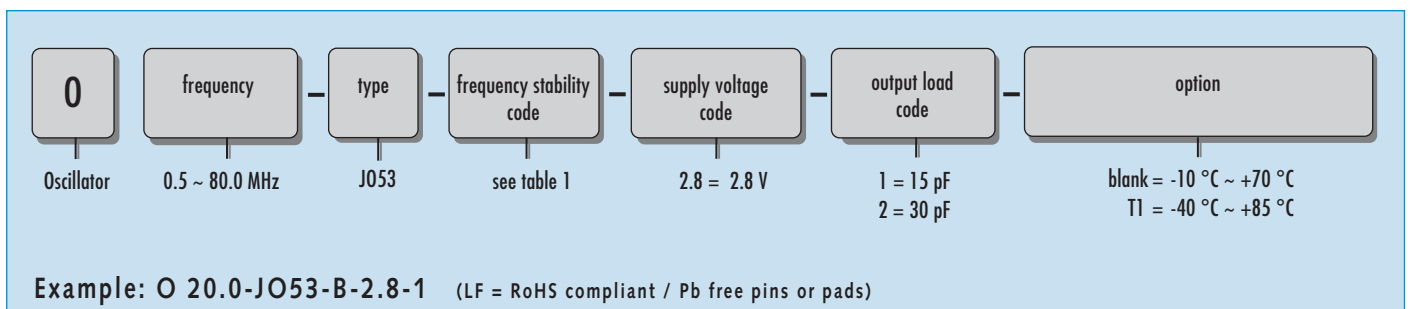 O
frequency
–
type
–
frequency stability
code
–
supply voltage
code
–
output load
code
–
option
Oscillator
0.5 ~ 80.0 MHz
JO53
see table 1
2.8 = 2.8 V
1 = 15 pF
2 = 30 pF
blank = -10 °C ~ +70 °C
T1 = -40 °C ~ +85 °C
Example: O 20.0-JO53-B-2.8-1 (LF = RoHS compliant / Pb free pins or pads)